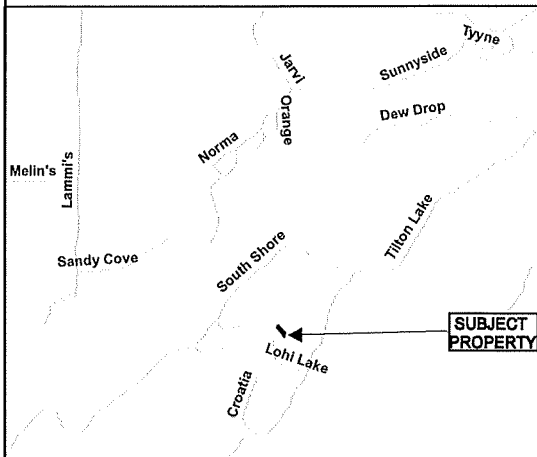 Tyyne
Sunnyside
Jarvi
Dew Drop
Orange
Norma
Melin's
Lammi's
Tilton Lake
South Shore
Sandy Cove
SUBJECT
PROPERTY
Lohi Lake
Croatia